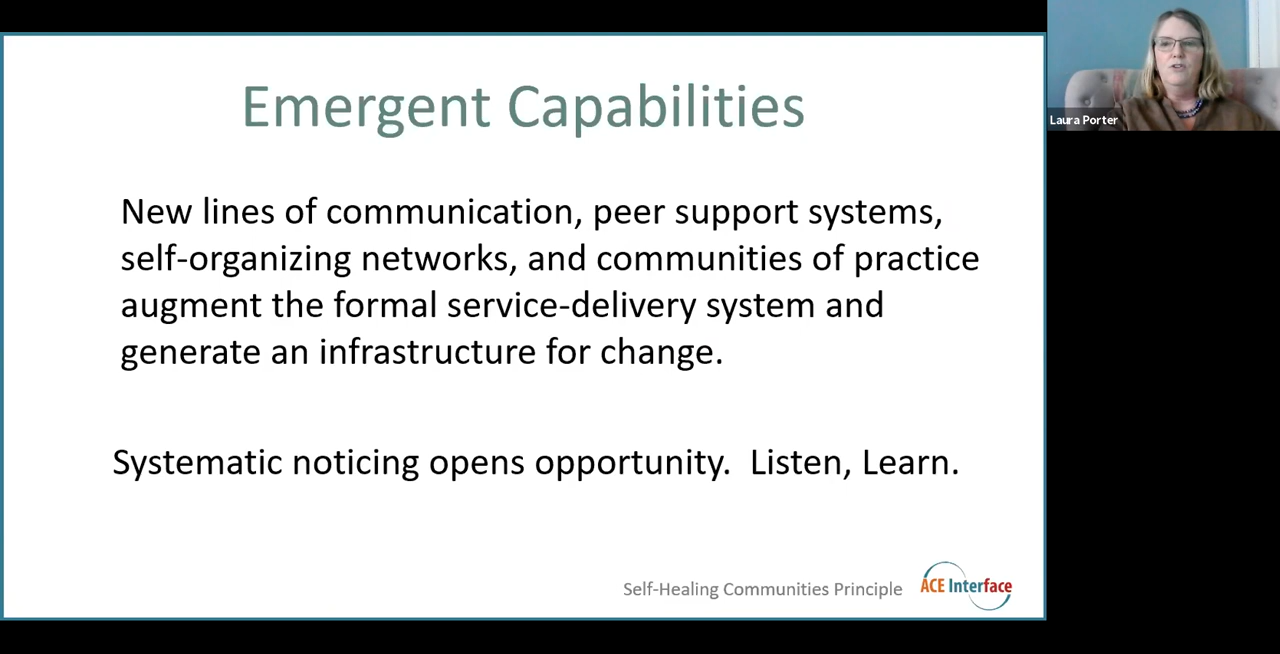 Emergent Capabilities
New lines of communication, peer support systems,
self-organizing networks, and communities of practice
augment the formal service-delivery system and
generate an infrastructure for change.
Systematic noticing opens opportunity.  Listen, Learn.
Self-Healing Communities Principle
ACE Interface
Laura Porter